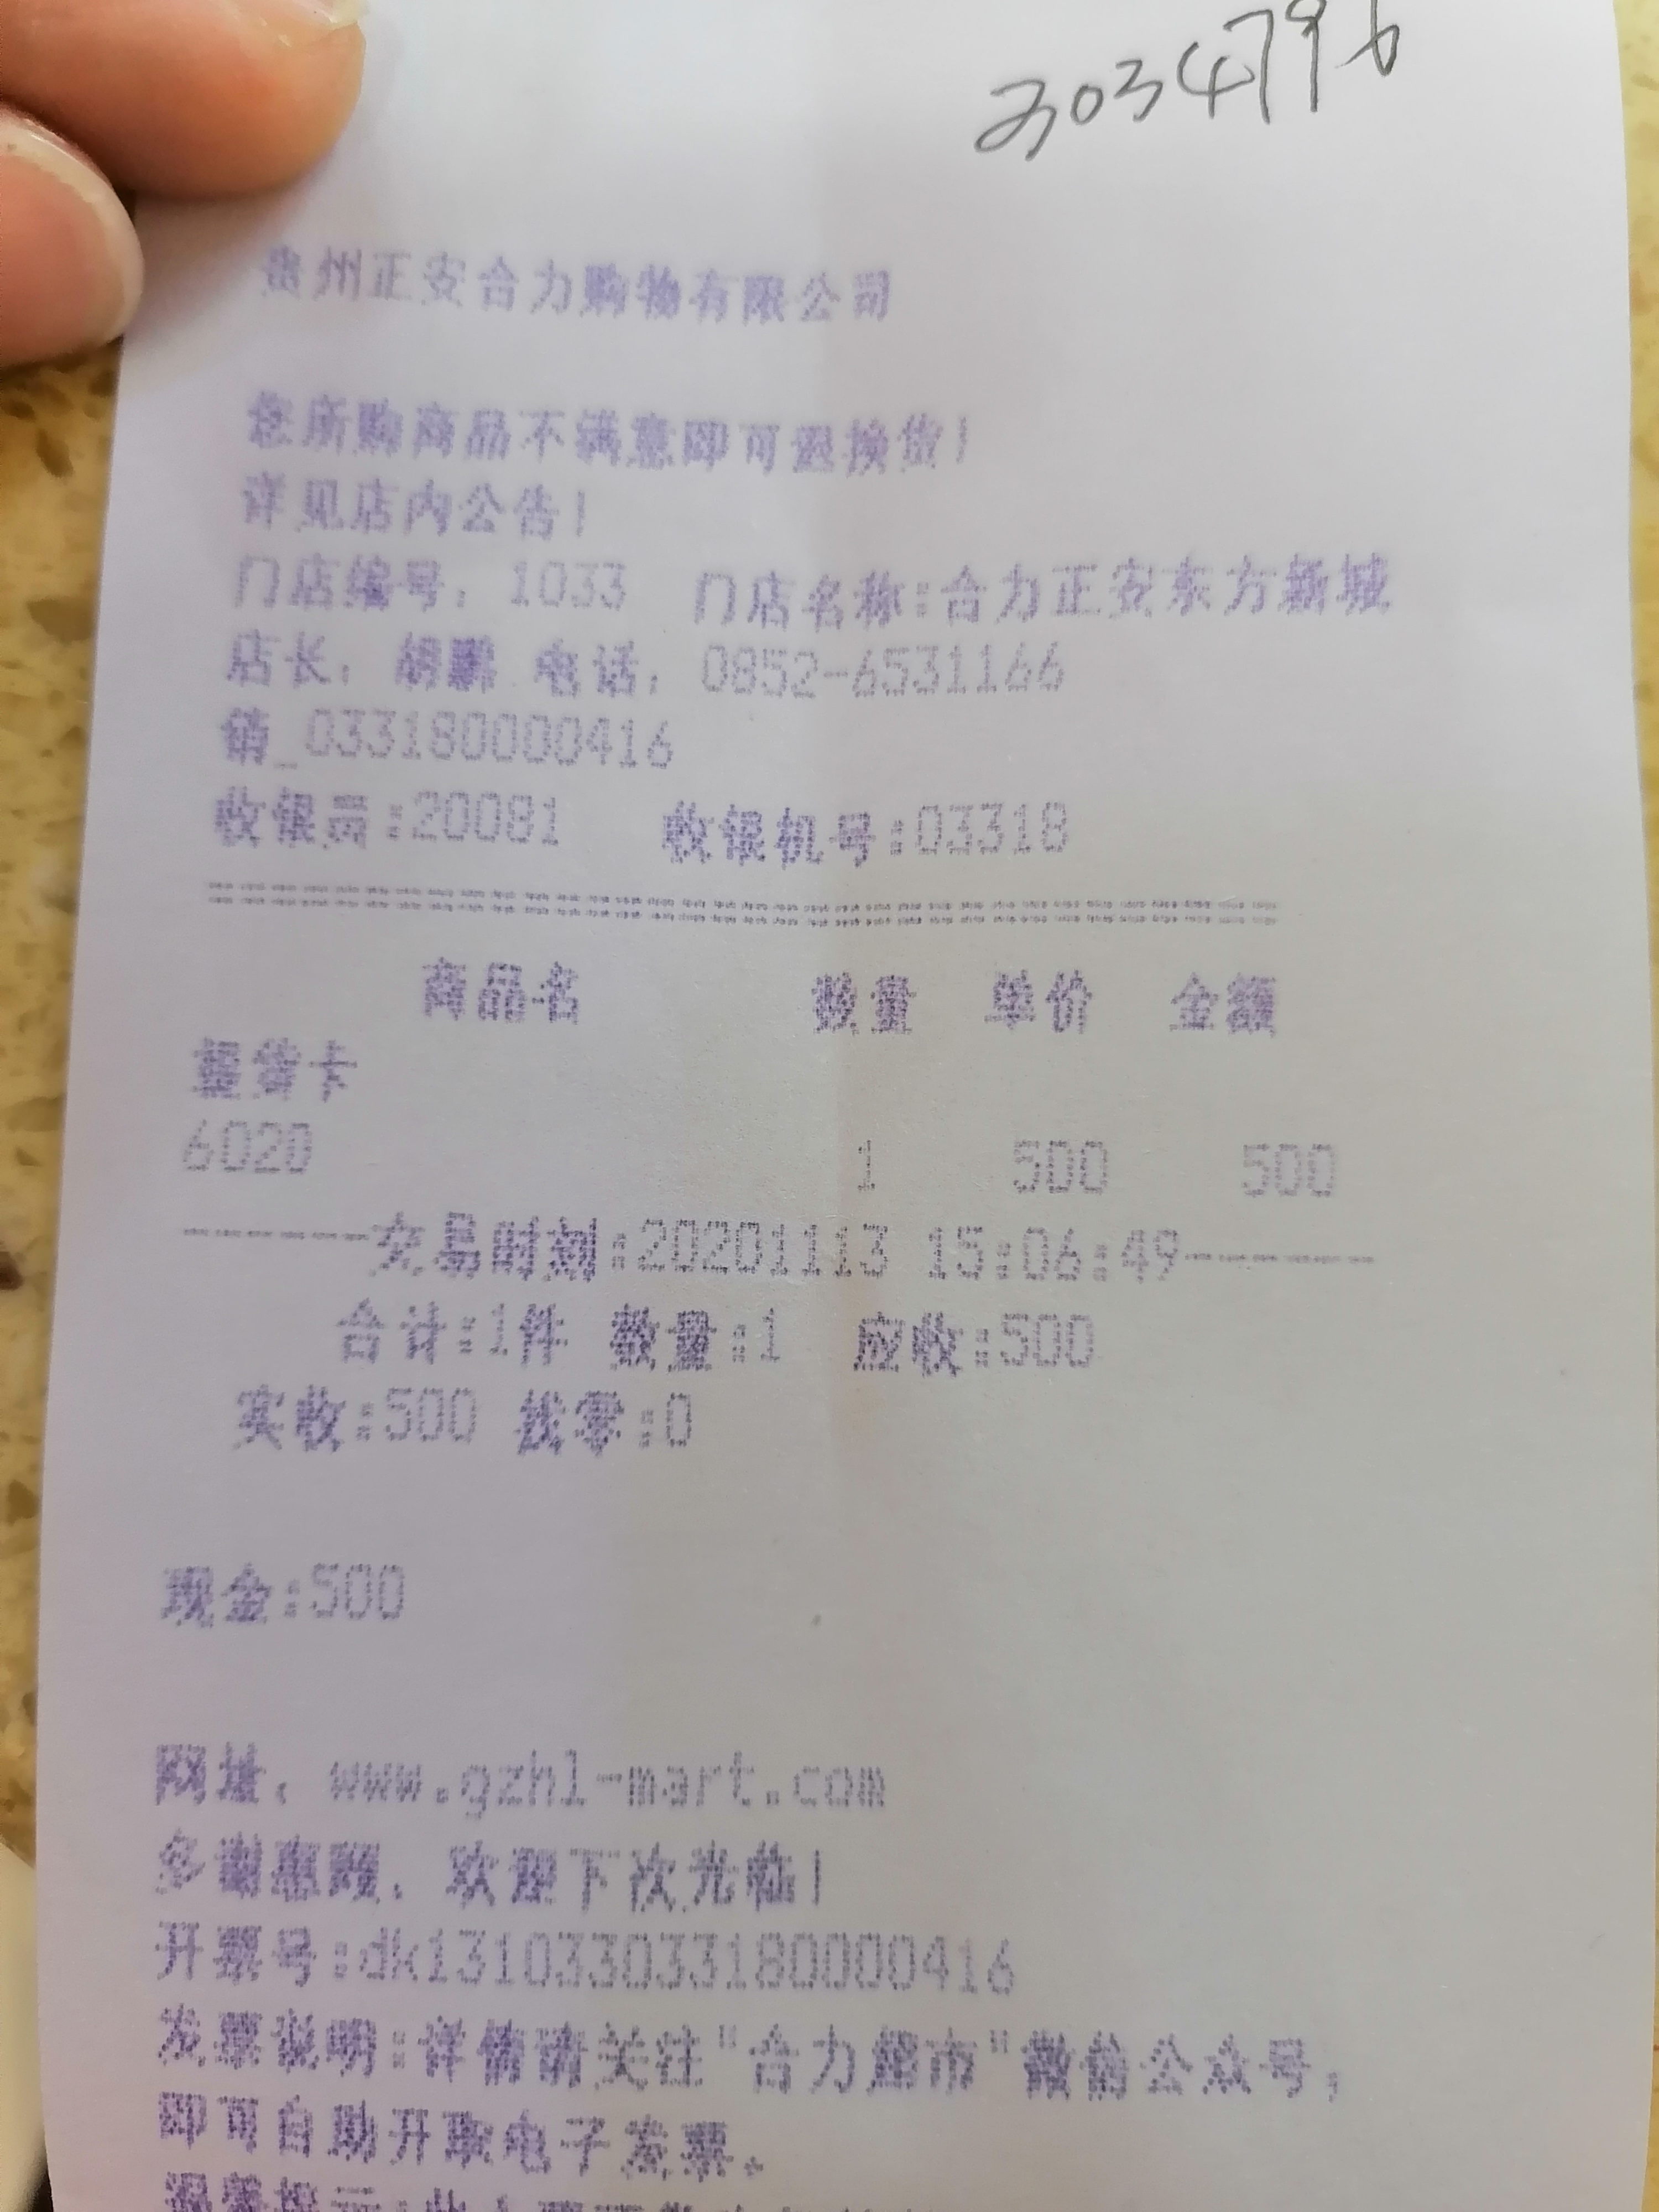 3034796
贵州正安合力购物有限公司
您所购商品不满意即可退换货!
详见店内公告!
门店编号: 1033 门店名称:合力正安东方新城
店长: 胡鹏 电话: 0852-6531166
销_033180000416
收银员:20081 收银机号:03318
商品名 数量 单价 金额
提货卡
6020 1 500 500
-------交易时间:20201113 15:06:49-------
合计:1件 数量:1 应收:500
实收:500 找零:0
现金:500
网址: www.gzhl-mart.com
多谢惠顾, 欢迎下次光临!
开票号:dk131033033180000416
发票说明:详情请关注"合力超市"微信公众号,
即可自助开取电子发票。
温馨提示: